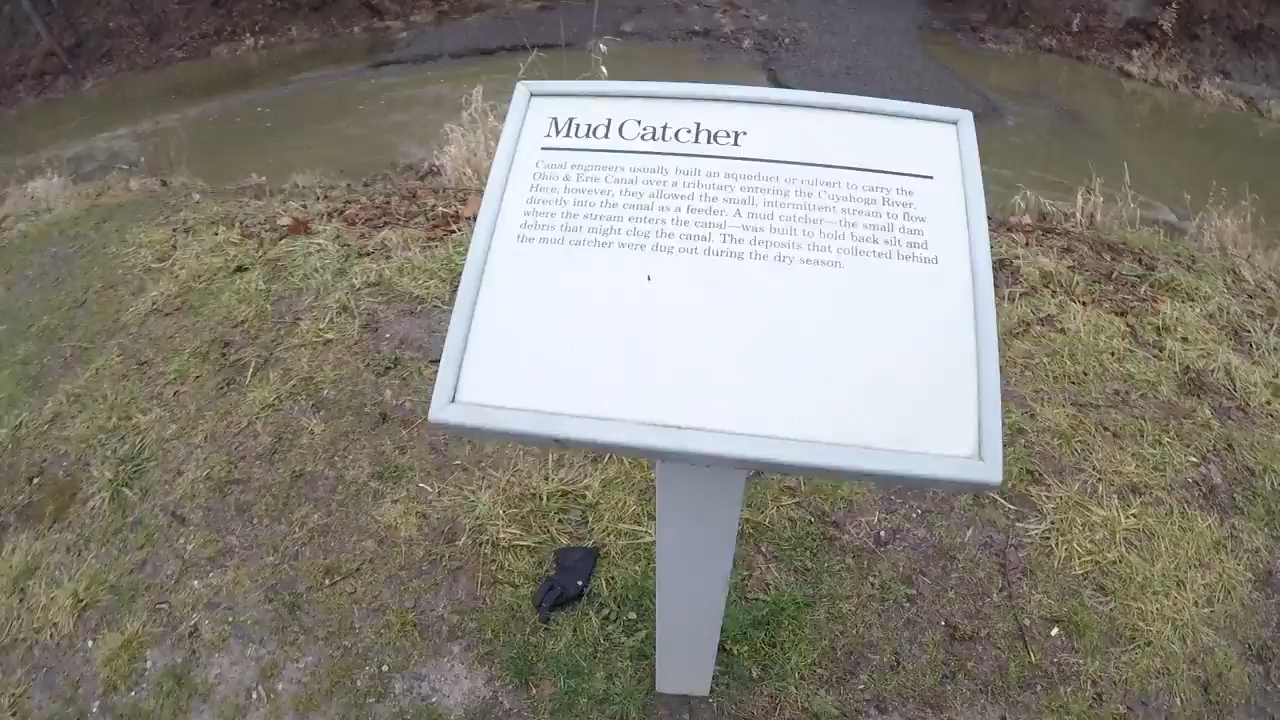 Mud Catcher
Canal engineers usually built an aqueduct or culvert to carry the
Ohio & Erie Canal over a tributary entering the Cuyahoga River.
Here, however, they allowed the small, intermittent stream to flow
directly into the canal as a feeder. A mud catcher—the small dam
where the stream enters the canal—was built to hold back silt and
debris that might clog the canal. The deposits that collected behind
the mud catcher were dug out during the dry season.